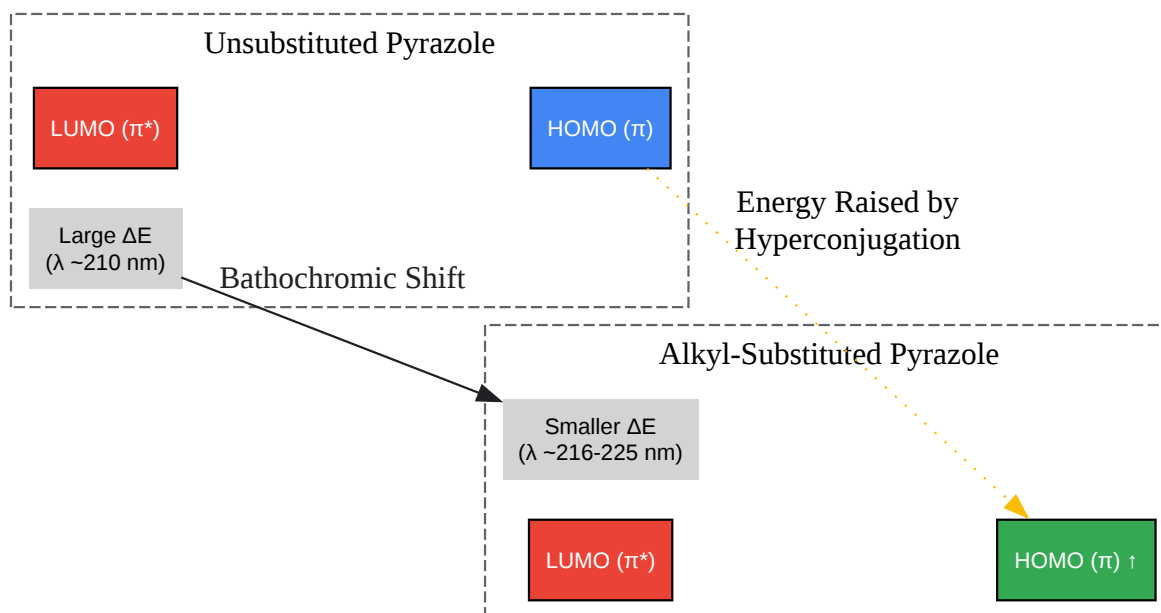 Unsubstituted Pyrazole
LUMO (π*)
HOMO (π)
Large ΔE
(λ ~210 nm)
Bathochromic Shift
Energy Raised by
Hyperconjugation
Alkyl-Substituted Pyrazole
Smaller ΔE
(λ ~216-225 nm)
LUMO (π*)
HOMO (π) ↑